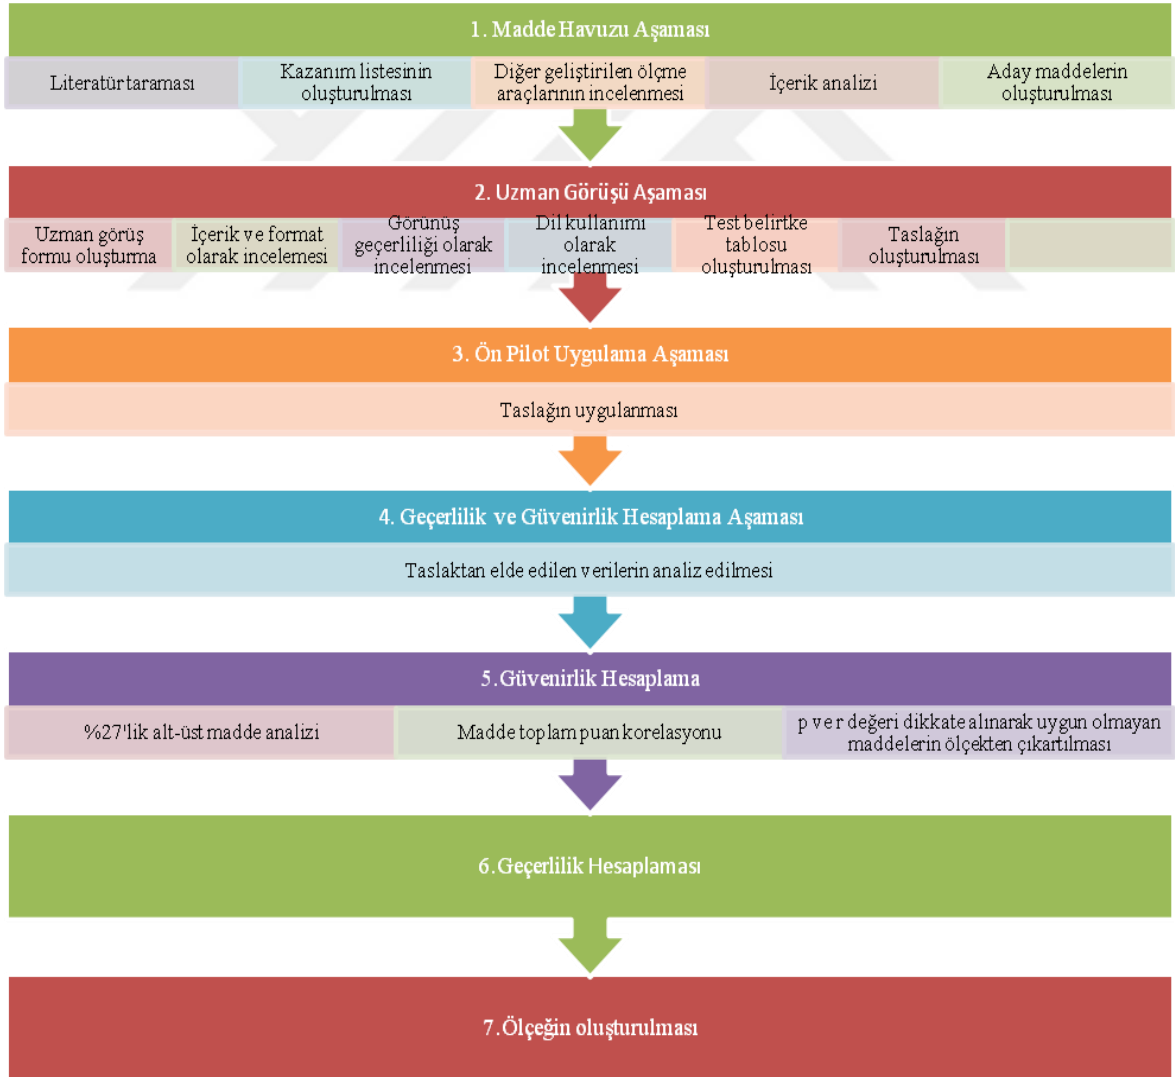 1. Madde Havuzu Aşaması
Literatür taraması
Kazanım listesinin
oluşturulması
Diğer geliştirilen ölçme
araçlarının incelenmesi
İçerik analizi
Aday maddelerin
oluşturulması
2. Uzman Görüşü Aşaması
Uzman görüş
formu oluşturma
İçerik ve format
olarak incelemesi
Görünüş
geçerliliği olarak
incelenmesi
Dil kullanımı
olarak
incelenmesi
Test belirtke
tablosu
oluşturulması
Taslağın
oluşturulması
3. Ön Pilot Uygulama Aşaması
Taslağın uygulanması
4. Geçerlilik ve Güvenirlik Hesaplama Aşaması
Taslaktan elde edilen verilerin analiz edilmesi
5.Güvenirlik Hesaplama
%27'lik alt-üst madde analizi
Madde toplam puan korelasyonu
p ve r değeri dikkate alınarak uygun olmayan
maddelerin ölçekten çıkartılması
6.Geçerlilik Hesaplaması
7.Ölçeğin oluşturulması